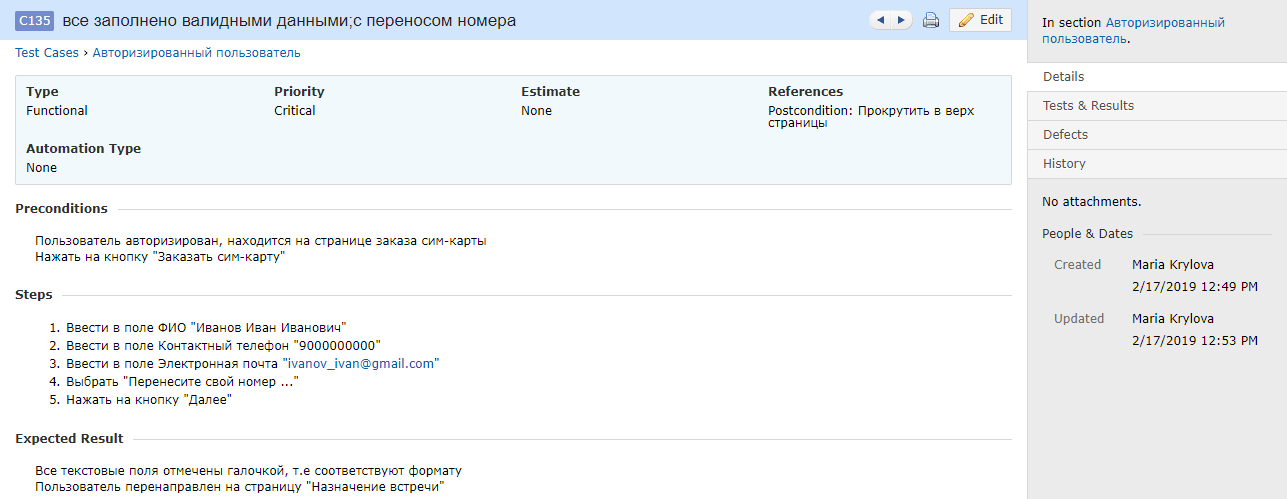 C135 все заполнено валидными данными;с переносом номера
Edit
Test Cases › Авторизированный пользователь
Type Priority Estimate References
Functional Critical None Postcondition: Прокрутить в верх
страницы
Automation Type
None
Preconditions
Пользователь авторизирован, находится на странице заказа сим-карты
Нажать на кнопку "Заказать сим-карту"
Steps
1. Ввести в поле ФИО "Иванов Иван Иванович"
2. Ввести в поле Контактный телефон "9000000000"
3. Ввести в поле Электронная почта "ivanov_ivan@gmail.com"
4. Выбрать "Перенесите свой номер ..."
5. Нажать на кнопку "Далее"
Expected Result
Все текстовые поля отмечены галочкой, т.е соответствуют формату
Пользователь перенаправлен на страницу "Назначение встречи"
In section Авторизированный
пользователь.
Details
Tests & Results
Defects
History
No attachments.
People & Dates
Created Maria Krylova
2/17/2019 12:49 PM
Updated Maria Krylova
2/17/2019 12:53 PM